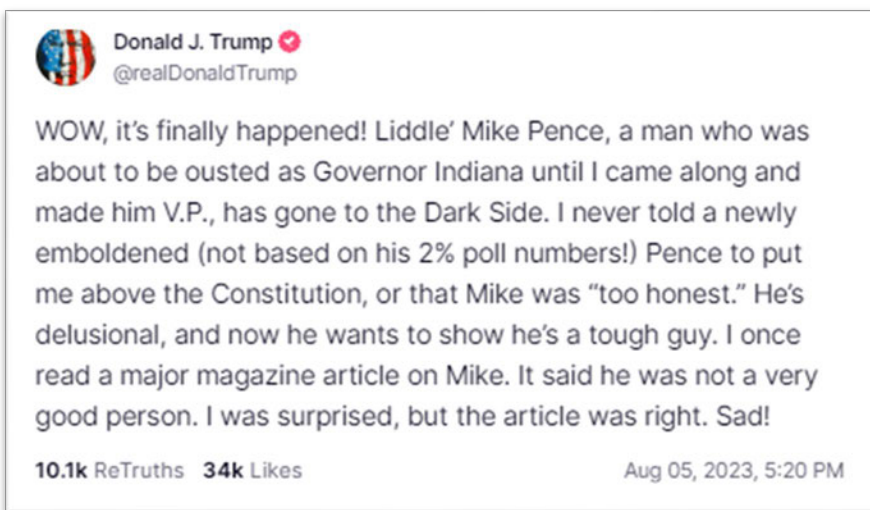 Donald J. Trump
@realDonaldTrump
WOW, it's finally happened! Liddle' Mike Pence, a man who was
about to be ousted as Governor Indiana until I came along and
made him V.P., has gone to the Dark Side. I never told a newly
emboldened (not based on his 2% poll numbers!) Pence to put
me above the Constitution, or that Mike was “too honest.” He's
delusional, and now he wants to show he's a tough guy. I once
read a major magazine article on Mike. It said he was not a very
good person. I was surprised, but the article was right. Sad!
10.1k ReTruths 34k Likes Aug 05, 2023, 5:20 PM